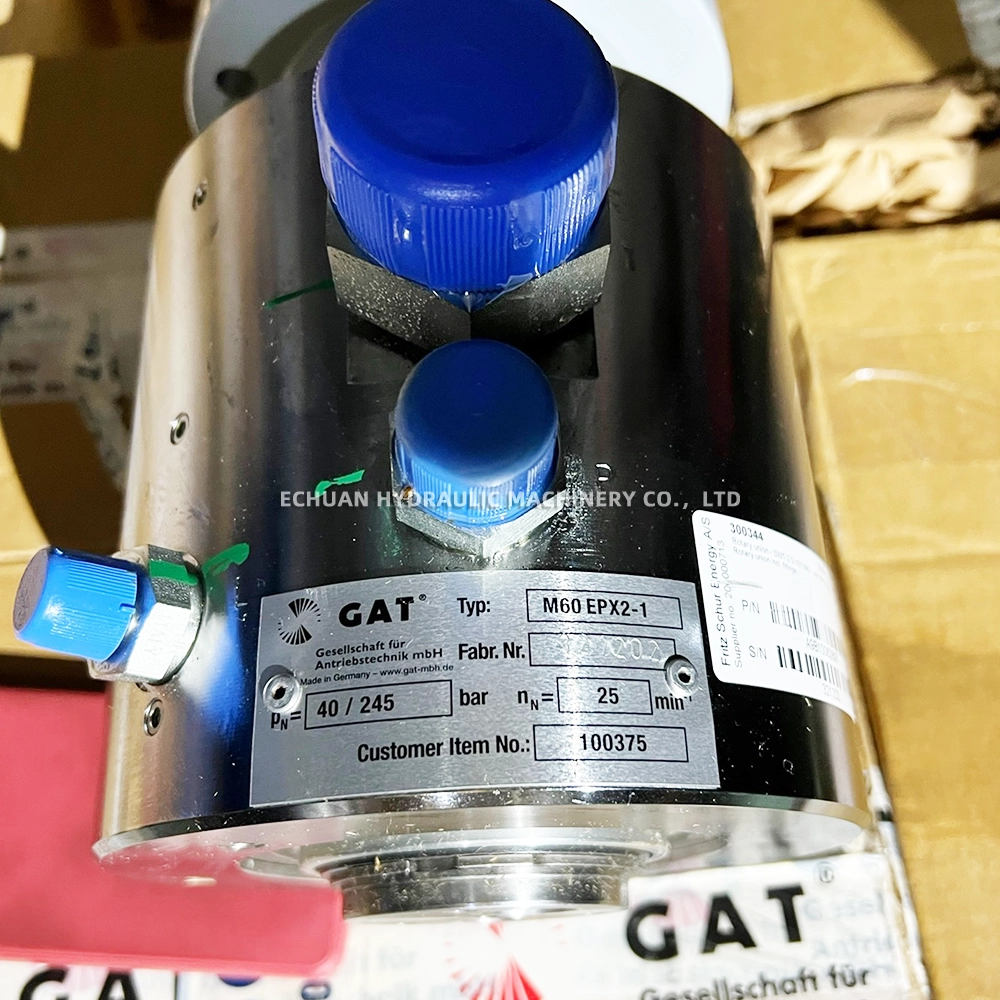 ECHUAN HYDRAULIC MACHINERY CO., LTD
GAT®
Gesellschaft für
Antriebstechnik mbH
Made in Germany – www.gat-mbh.de
Typ: M60 EPX2-1
Fabr. Nr.
pN= 40 / 245 bar nN= 25 min⁻¹
Customer Item No.: 100375
Fritz Schur Energy A/S
300344
P/N
S/N
GAT®
Gesellschaft für
GA